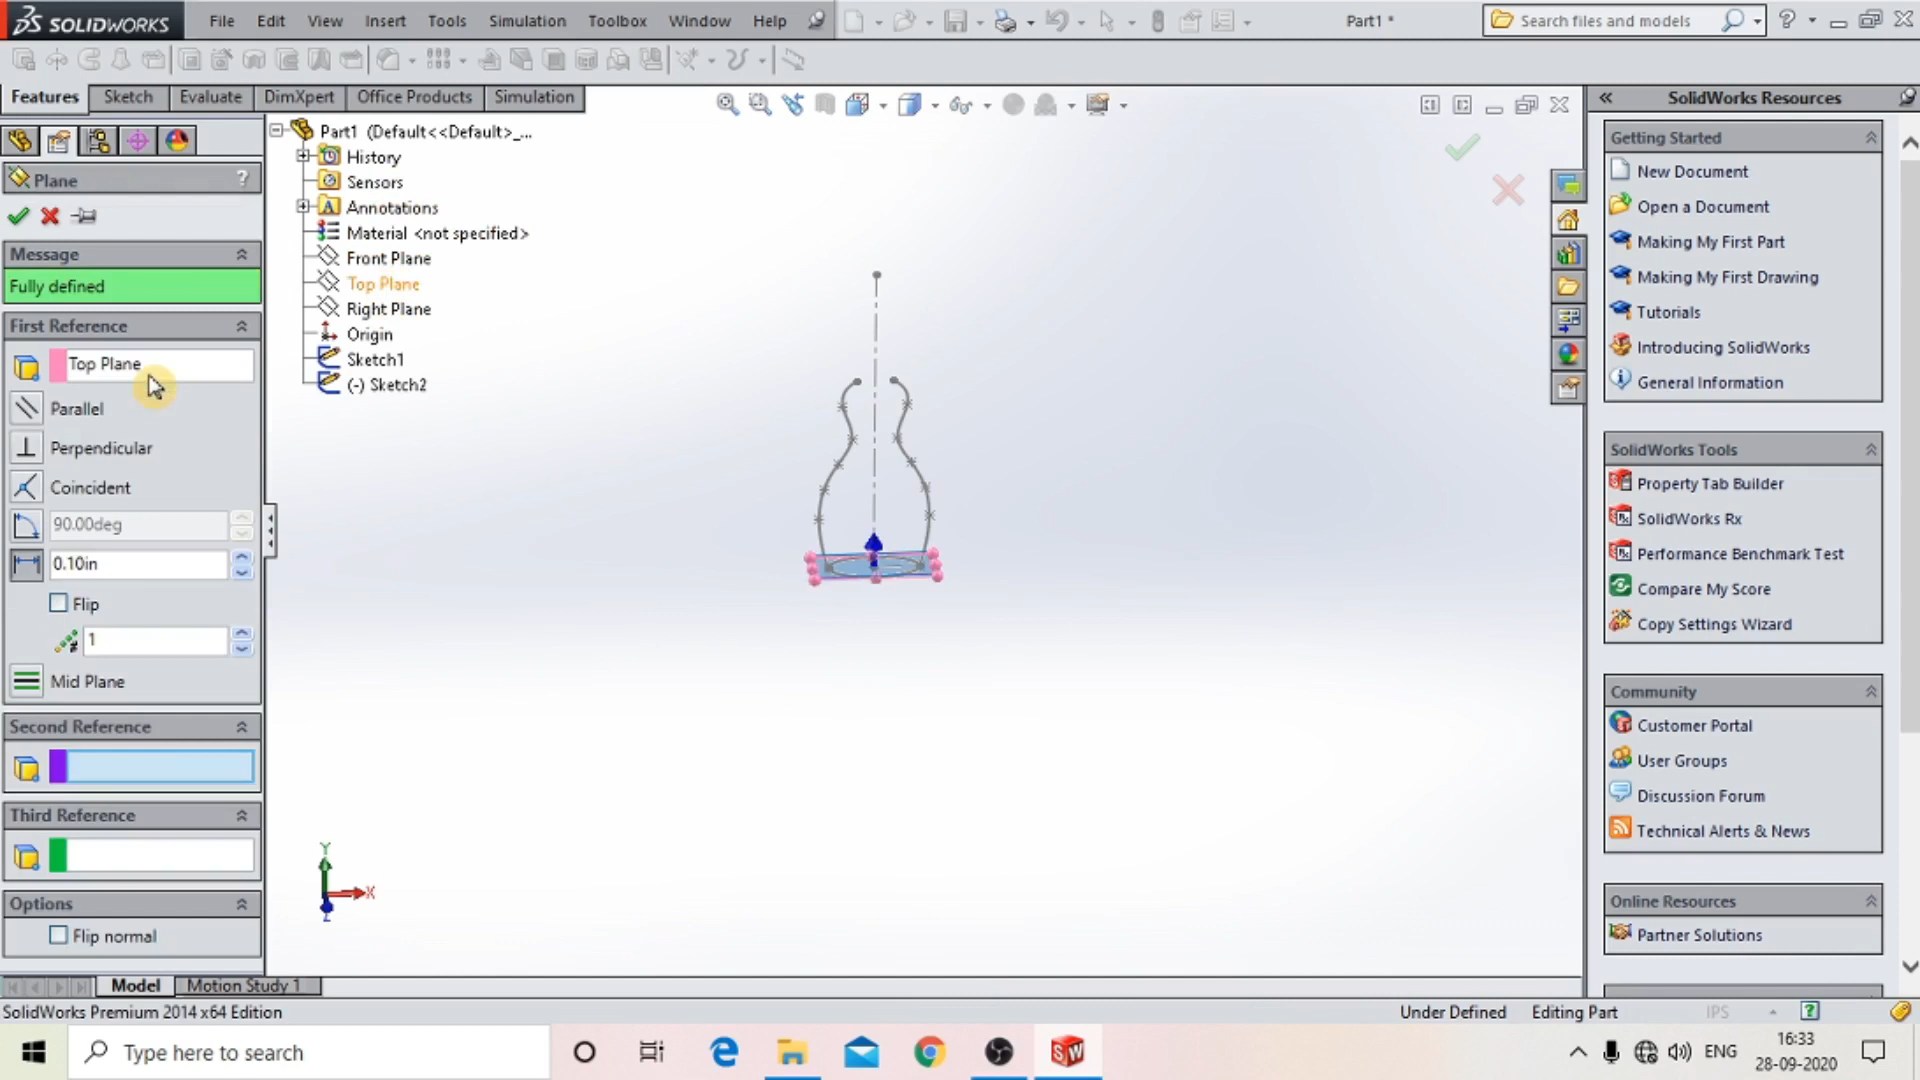 SOLIDWORKS File Edit View Insert Tools Simulation Toolbox Window Help Part1 * Search files and models
Features Sketch Evaluate DimXpert Office Products Simulation
SolidWorks Resources
Plane ?
Message
Fully defined
First Reference
Top Plane
Parallel
Perpendicular
Coincident
90.00deg
0.10in
Flip
1
Mid Plane
Second Reference
Third Reference
Options
Flip normal
Part1 (Default<<Default>_...
History
Sensors
Annotations
Material <not specified>
Front Plane
Top Plane
Right Plane
Origin
Sketch1
(-) Sketch2
Y
X
Z
Getting Started
New Document
Open a Document
Making My First Part
Making My First Drawing
Tutorials
Introducing SolidWorks
General Information
SolidWorks Tools
Property Tab Builder
SolidWorks Rx
Performance Benchmark Test
Compare My Score
Copy Settings Wizard
Community
Customer Portal
User Groups
Discussion Forum
Technical Alerts & News
Online Resources
Partner Solutions
Model Motion Study 1
SolidWorks Premium 2014 x64 Edition Under Defined Editing Part IPS
Type here to search
ENG
16:33
28-09-2020